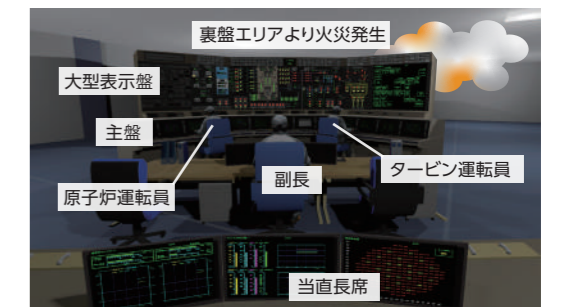 裏盤エリアより火災発生
大型表示盤
主盤
タービン運転員
副長
原子炉運転員
当直長席